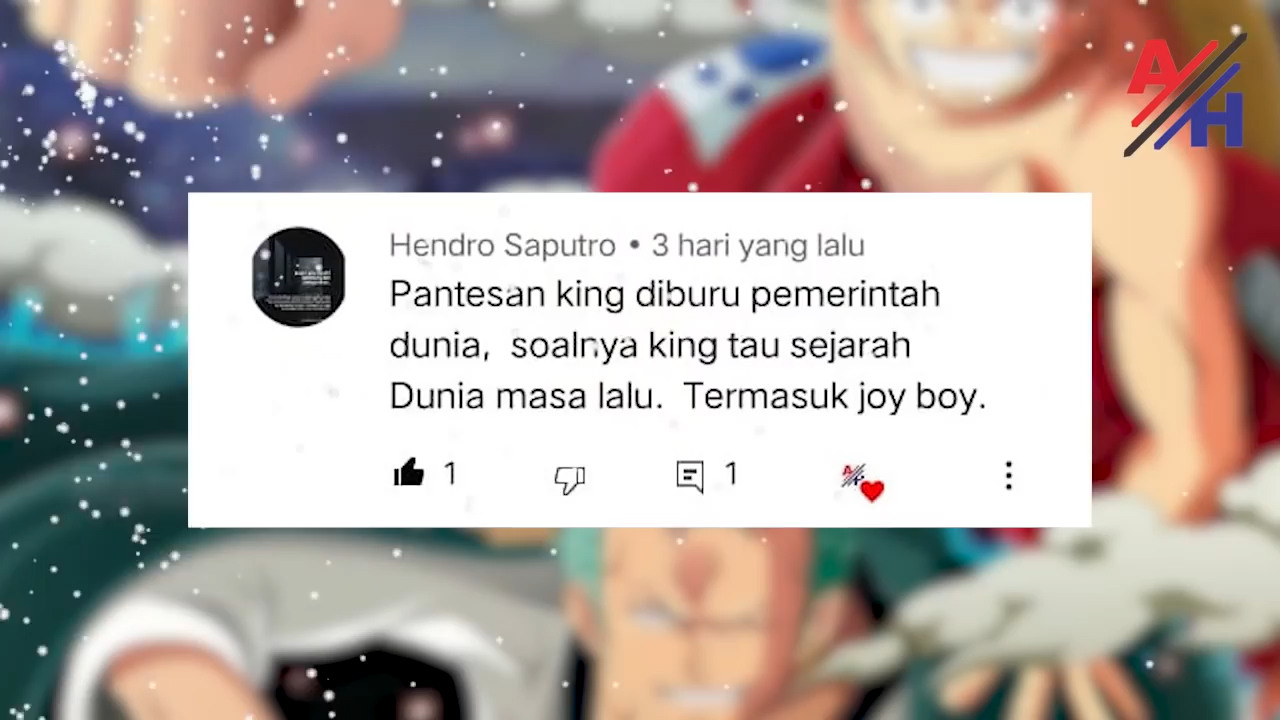 A/H
Hendro Saputro • 3 hari yang lalu
Pantesan king diburu pemerintah
dunia,  soalnya king tau sejarah
Dunia masa lalu.  Termasuk joy boy.
1 1